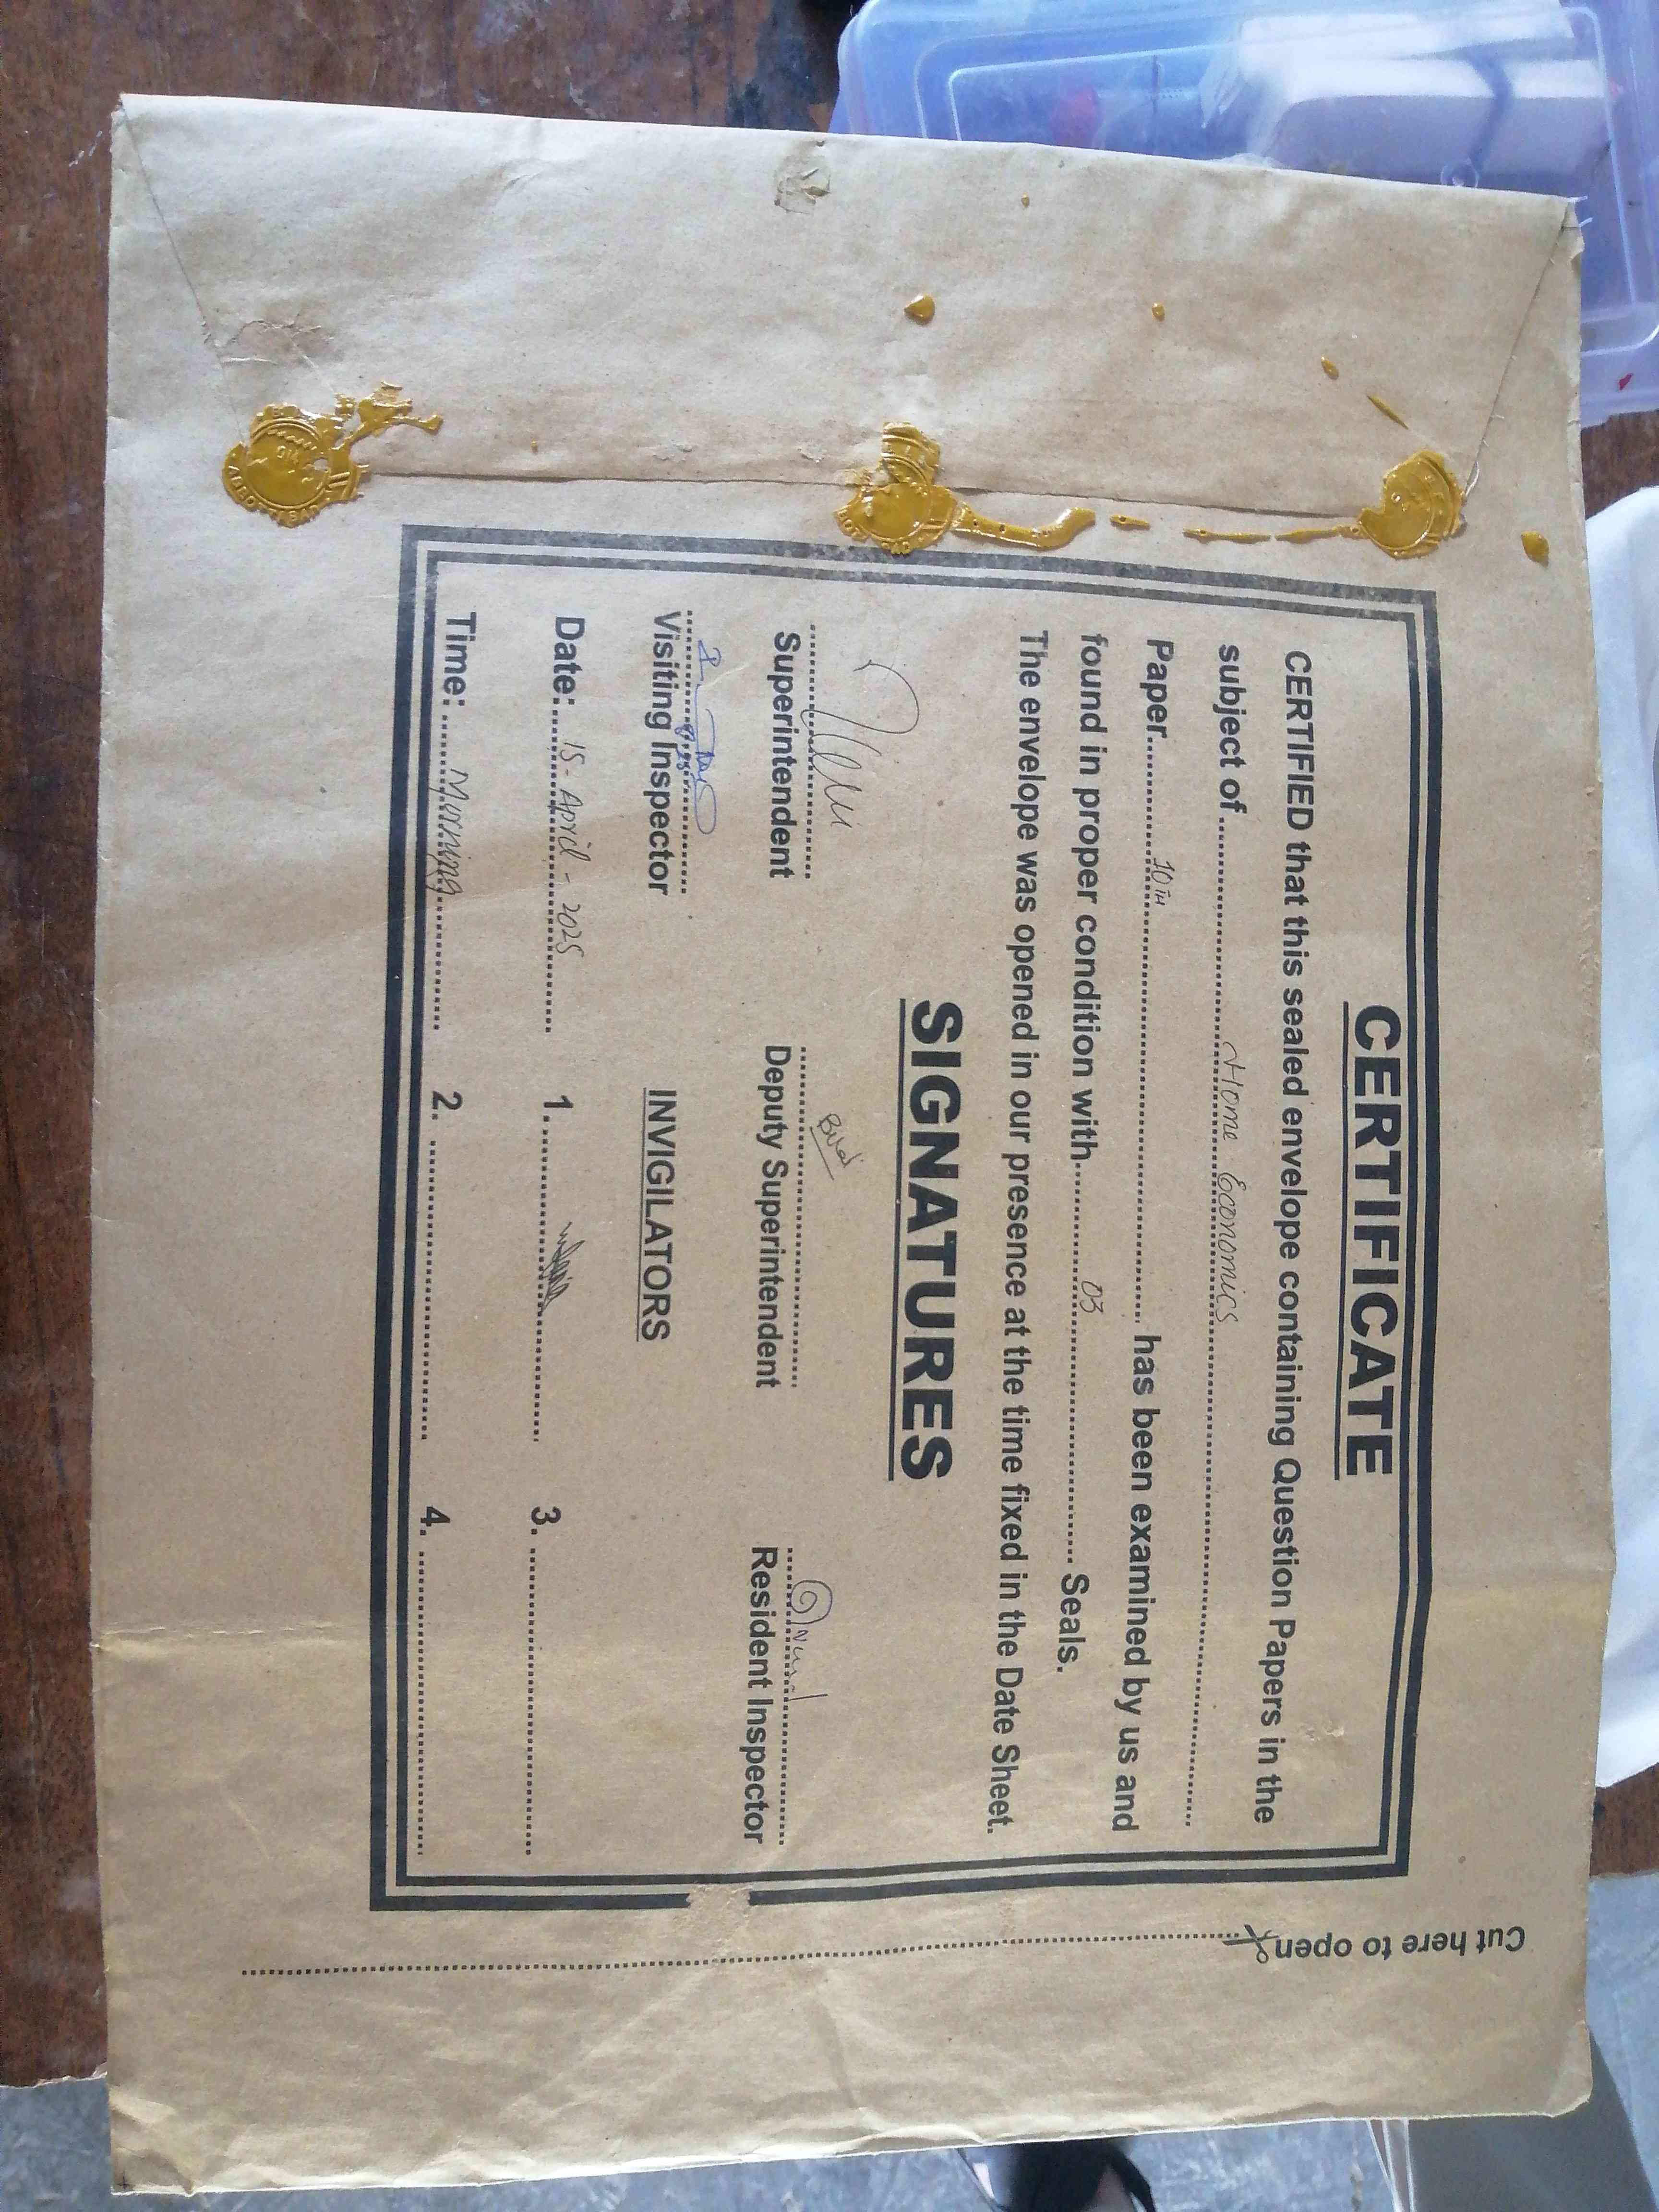 CERTIFICATE
CERTIFIED that this sealed envelope containing Question Papers in the
subject of Home Economics
Paper 10TH has been examined by us and
found in proper condition with 03 Seals.
The envelope was opened in our presence at the time fixed in the Date Sheet.
SIGNATURES
Superintendent Deputy Superintendent Resident Inspector
Visiting Inspector INVIGILATORS
Date: 15-April-2025 1. 3.
Time: Morning 2. 4.
Cut here to open